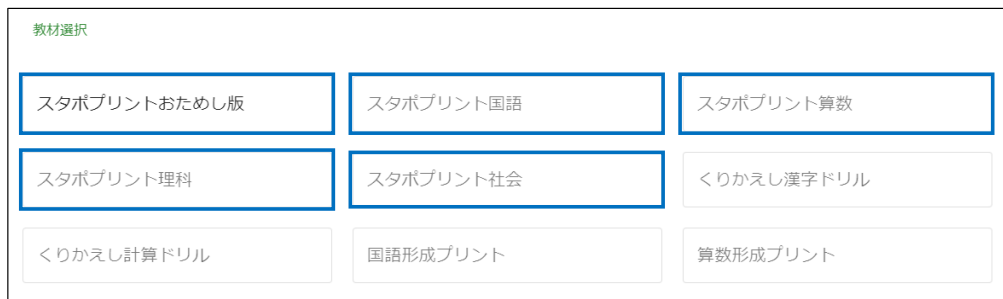 教材選択
スタポプリントおためし版
スタポプリント国語
スタポプリント算数
スタポプリント理科
スタポプリント社会
くりかえし漢字ドリル
くりかえし計算ドリル
国語形成プリント
算数形成プリント